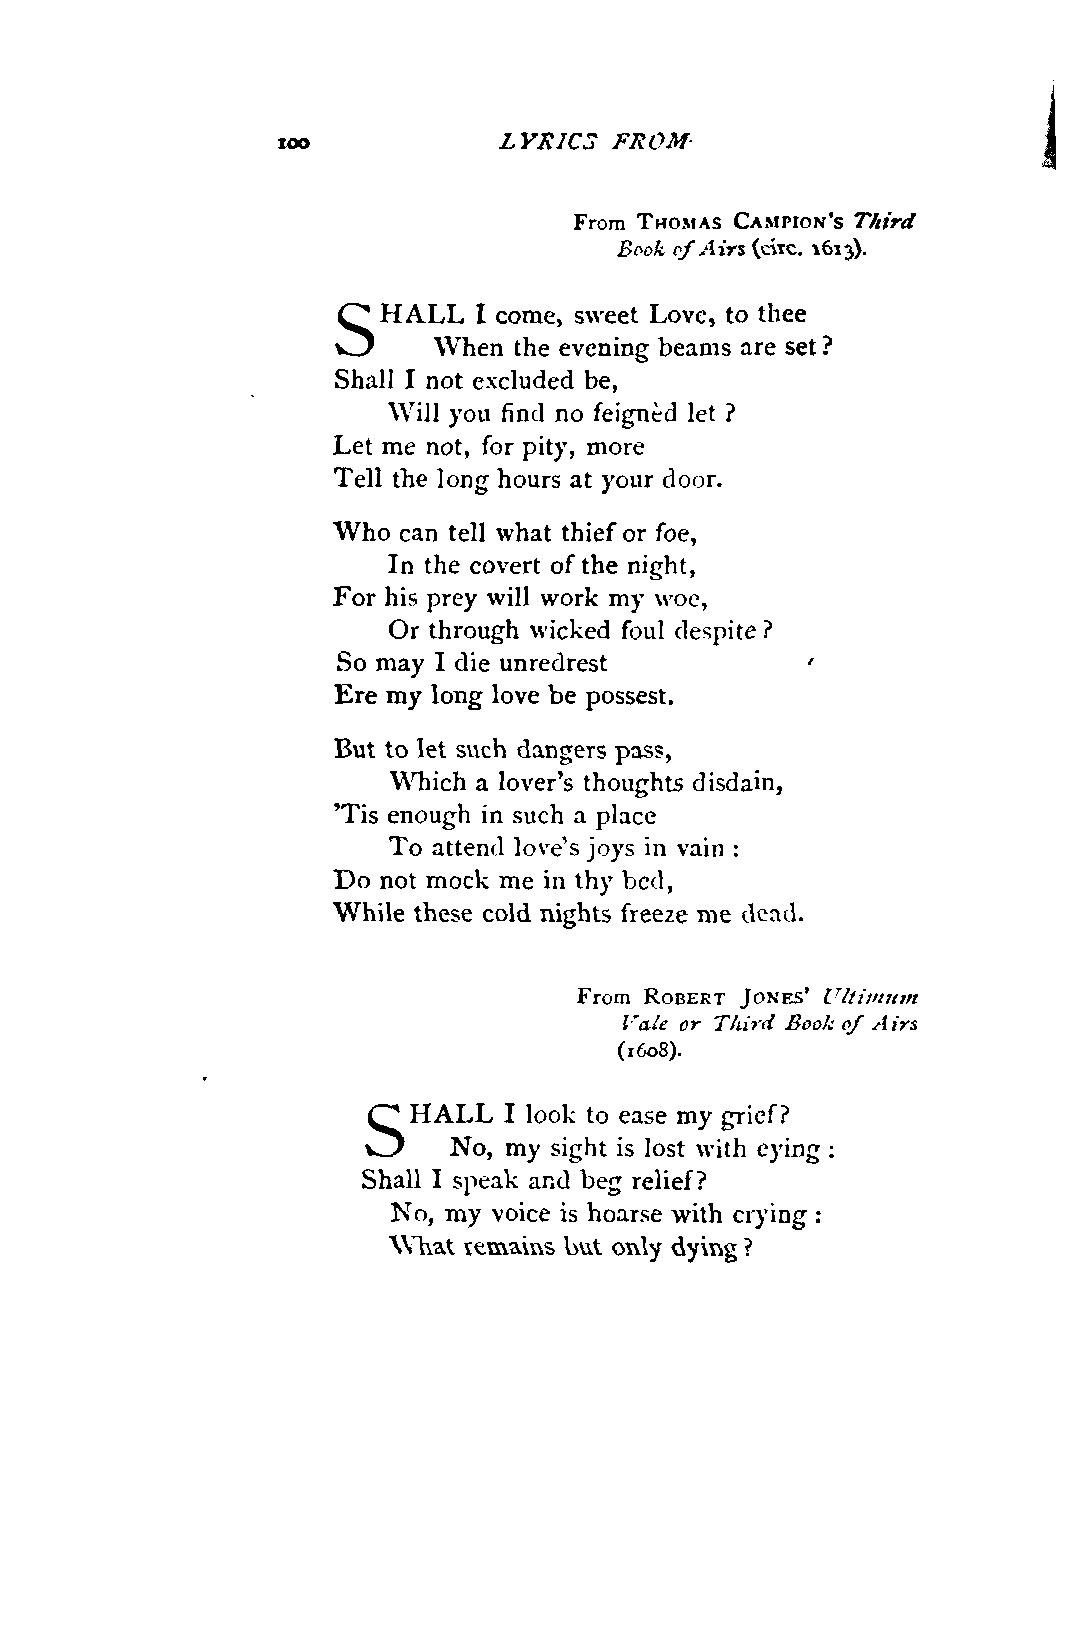 100 LYRICS FROM
From THOMAS CAMPION'S Third
Book of Airs (circ. 1613).
SHALL I come, sweet Love, to thee
When the evening beams are set?
Shall I not excluded be,
Will you find no feignèd let ?
Let me not, for pity, more
Tell the long hours at your door.
Who can tell what thief or foe,
In the covert of the night,
For his prey will work my woe,
Or through wicked foul despite?
So may I die unredrest
Ere my long love be possest.
But to let such dangers pass,
Which a lover's thoughts disdain,
'Tis enough in such a place
To attend love's joys in vain :
Do not mock me in thy bed,
While these cold nights freeze me dead.
From ROBERT JONES' Ultimum
Vale or Third Book of Airs
(1608).
SHALL I look to ease my grief?
No, my sight is lost with eying :
Shall I speak and beg relief?
No, my voice is hoarse with crying :
What remains but only dying?